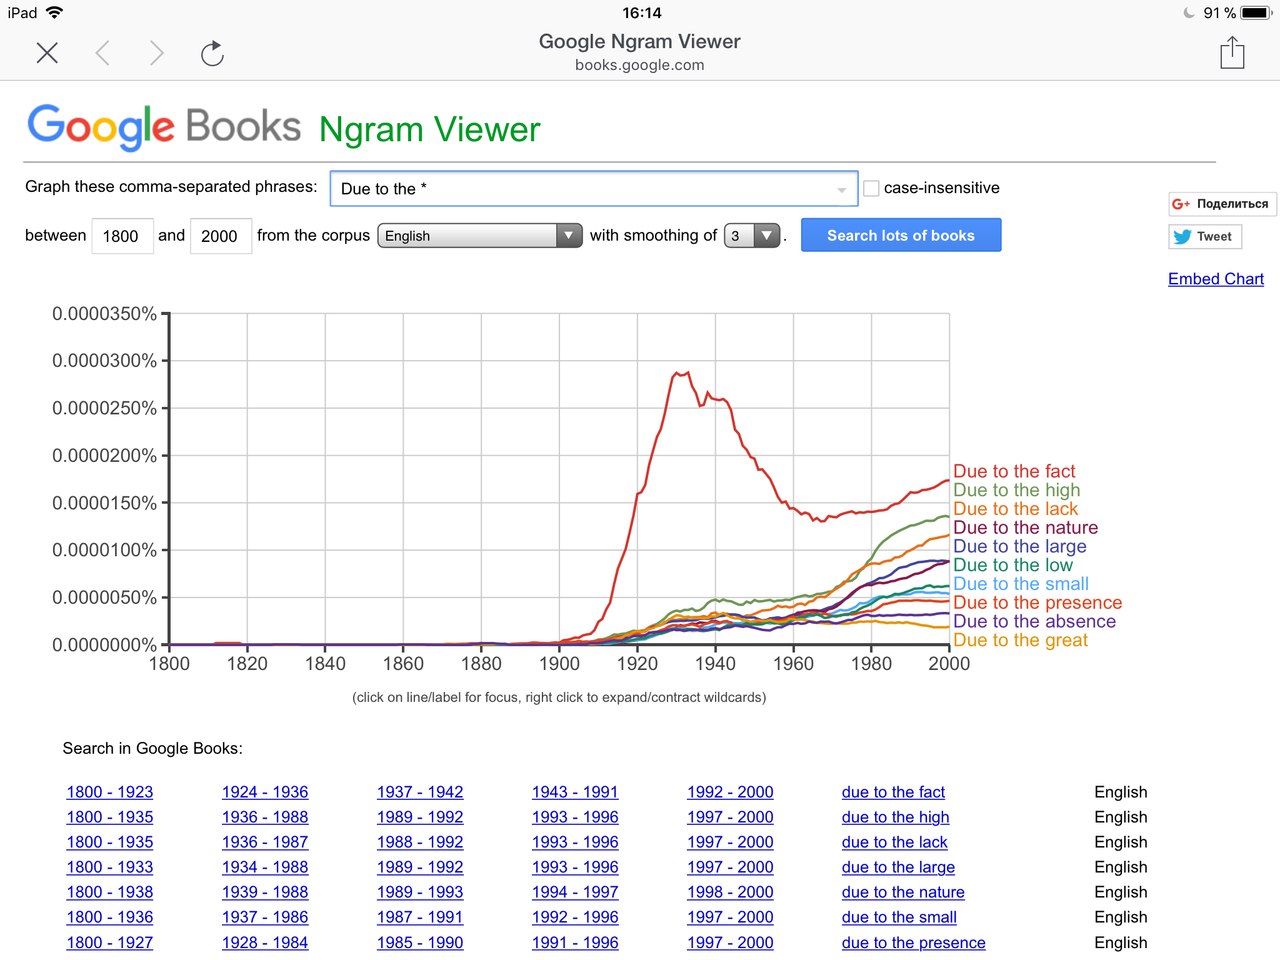 iPad 16:14 91 %
Google Ngram Viewer
books.google.com
Google Books Ngram Viewer
Graph these comma-separated phrases: Due to the * case-insensitive
between 1800 and 2000 from the corpus English with smoothing of 3 . Search lots of books
G+ Поделиться
Tweet
Embed Chart
0.0000350%
0.0000300%
0.0000250%
0.0000200%
0.0000150%
0.0000100%
0.0000050%
0.0000000%
1800 1820 1840 1860 1880 1900 1920 1940 1960 1980 2000
Due to the fact
Due to the high
Due to the lack
Due to the nature
Due to the large
Due to the low
Due to the small
Due to the presence
Due to the absence
Due to the great
(click on line/label for focus, right click to expand/contract wildcards)
Search in Google Books:
1800 - 1923 1924 - 1936 1937 - 1942 1943 - 1991 1992 - 2000 due to the fact English
1800 - 1935 1936 - 1988 1989 - 1992 1993 - 1996 1997 - 2000 due to the high English
1800 - 1935 1936 - 1987 1988 - 1992 1993 - 1996 1997 - 2000 due to the lack English
1800 - 1933 1934 - 1988 1989 - 1992 1993 - 1996 1997 - 2000 due to the large English
1800 - 1938 1939 - 1988 1989 - 1993 1994 - 1997 1998 - 2000 due to the nature English
1800 - 1936 1937 - 1986 1987 - 1991 1992 - 1996 1997 - 2000 due to the small English
1800 - 1927 1928 - 1984 1985 - 1990 1991 - 1996 1997 - 2000 due to the presence English